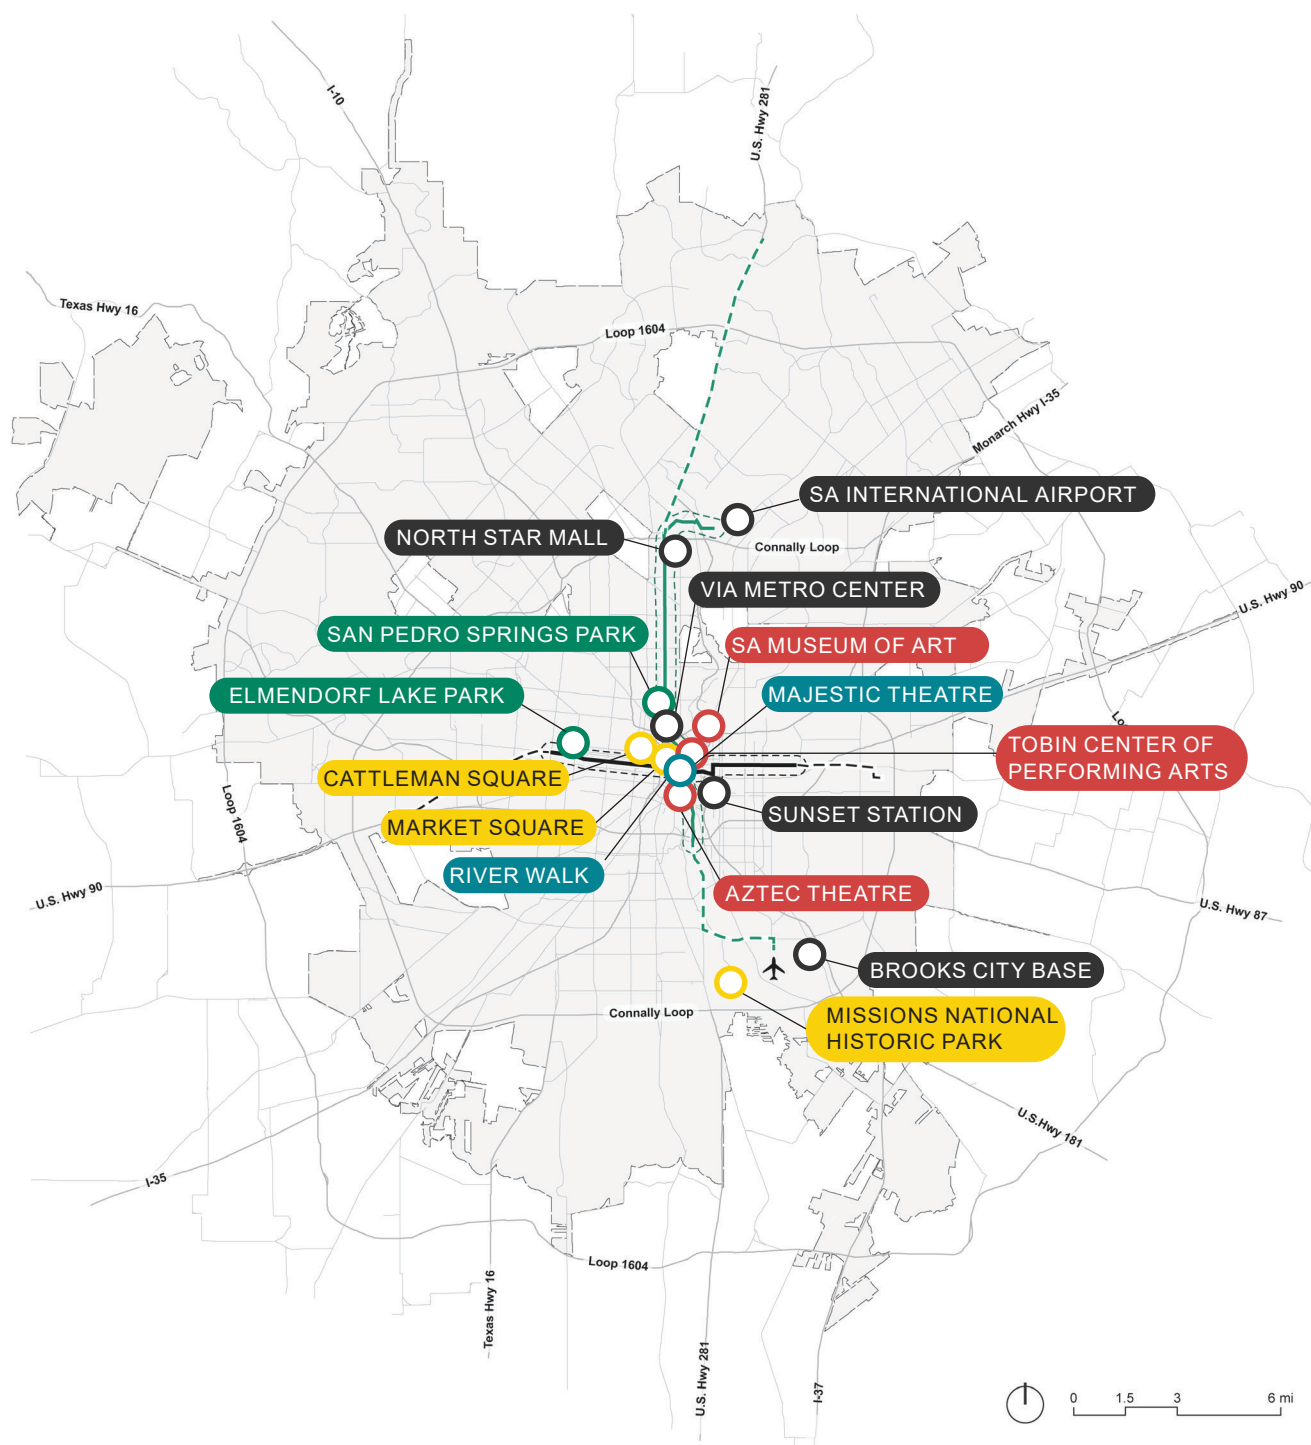 I-10
U.S. Hwy 281
Texas Hwy 16
Loop 1604
Monarch Hwy I-35
SA INTERNATIONAL AIRPORT
NORTH STAR MALL
Connally Loop
VIA METRO CENTER
U.S. Hwy 90
SAN PEDRO SPRINGS PARK
SA MUSEUM OF ART
ELMENDORF LAKE PARK
MAJESTIC THEATRE
Lo
TOBIN CENTER OF
PERFORMING ARTS
CATTLEMAN SQUARE
Loop 1604
SUNSET STATION
MARKET SQUARE
RIVER WALK
U.S. Hwy 90
AZTEC THEATRE
U.S. Hwy 87
BROOKS CITY BASE
Connally Loop
MISSIONS NATIONAL
HISTORIC PARK
U.S.Hwy 181
I-35
Loop 1604
Texas Hwy 16
U.S. Hwy 281
I-37
0 1.5 3 6 mi